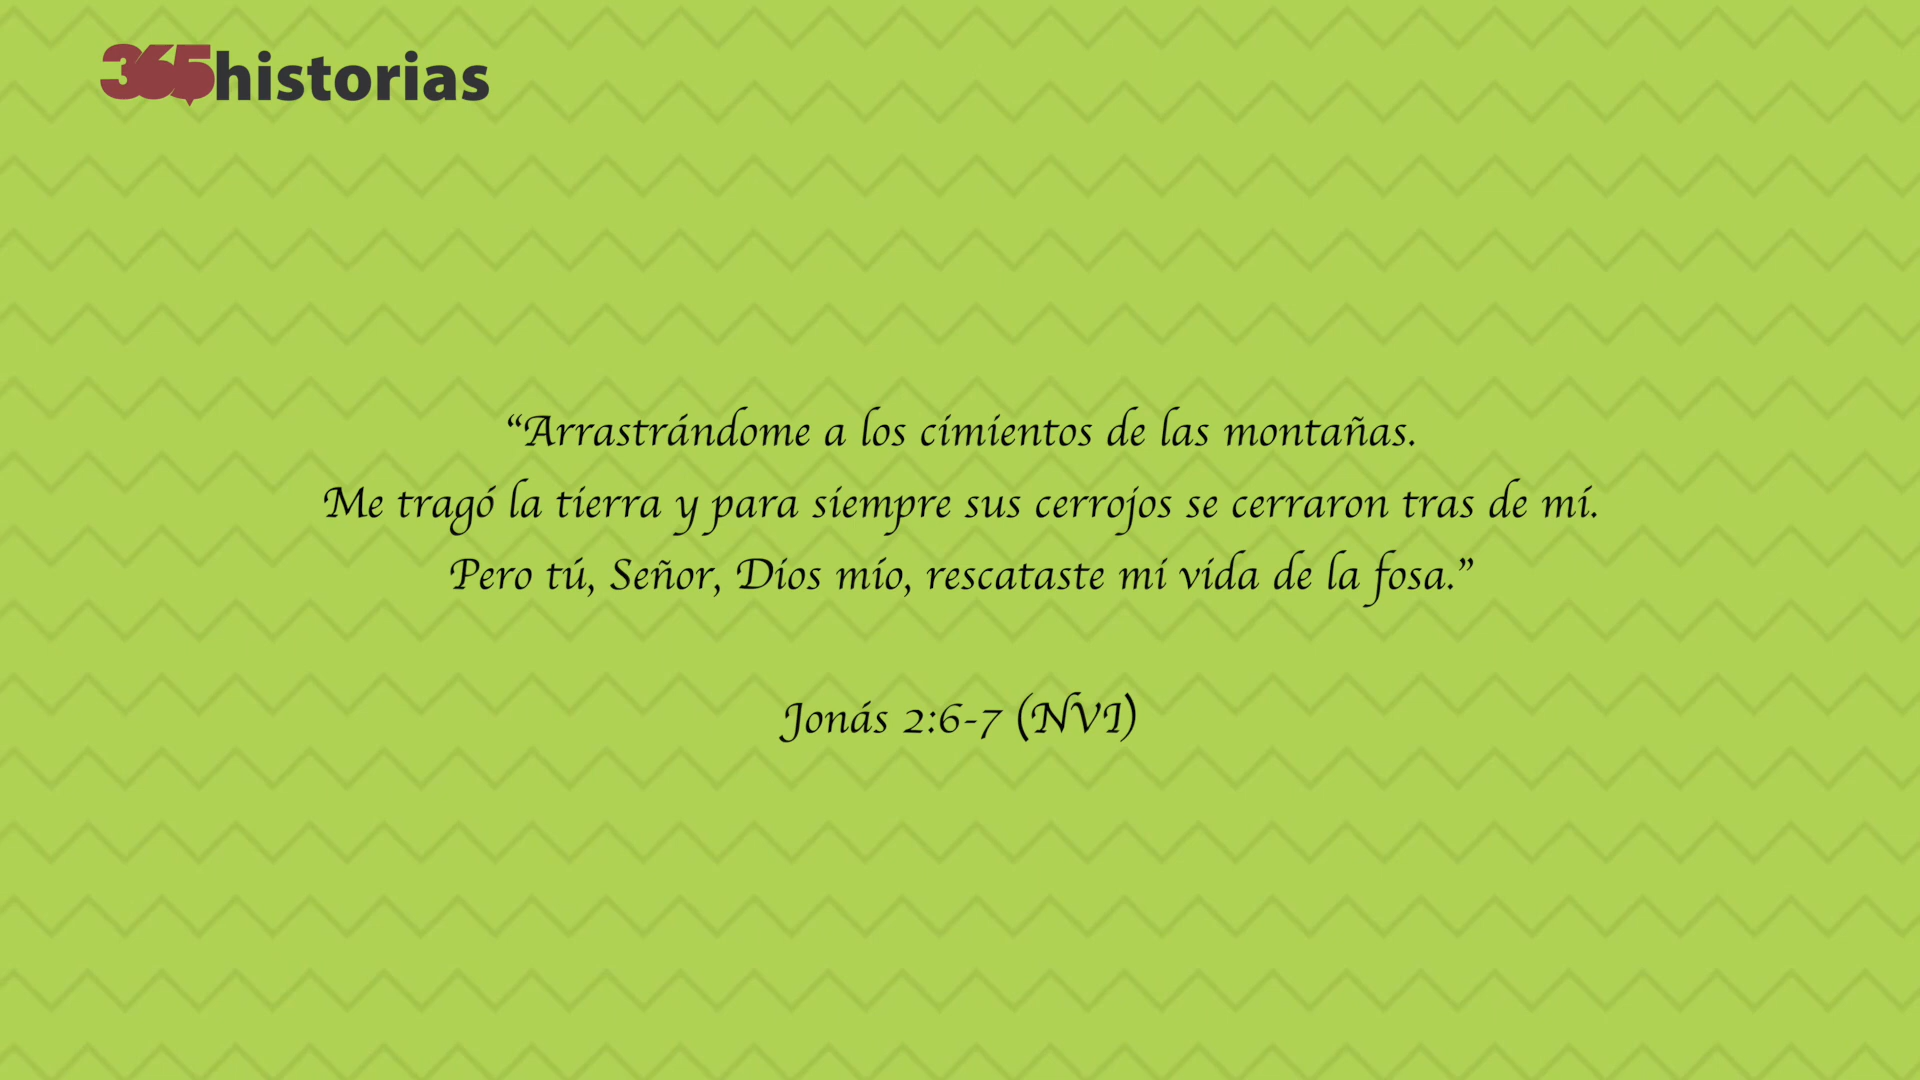 365historias
“Arrastrándome a los cimientos de las montañas.
Me tragó la tierra y para siempre sus cerrojos se cerraron tras de mí.
Pero tú, Señor, Dios mío, rescataste mi vida de la fosa.”
Jonás 2:6-7 (NVI)